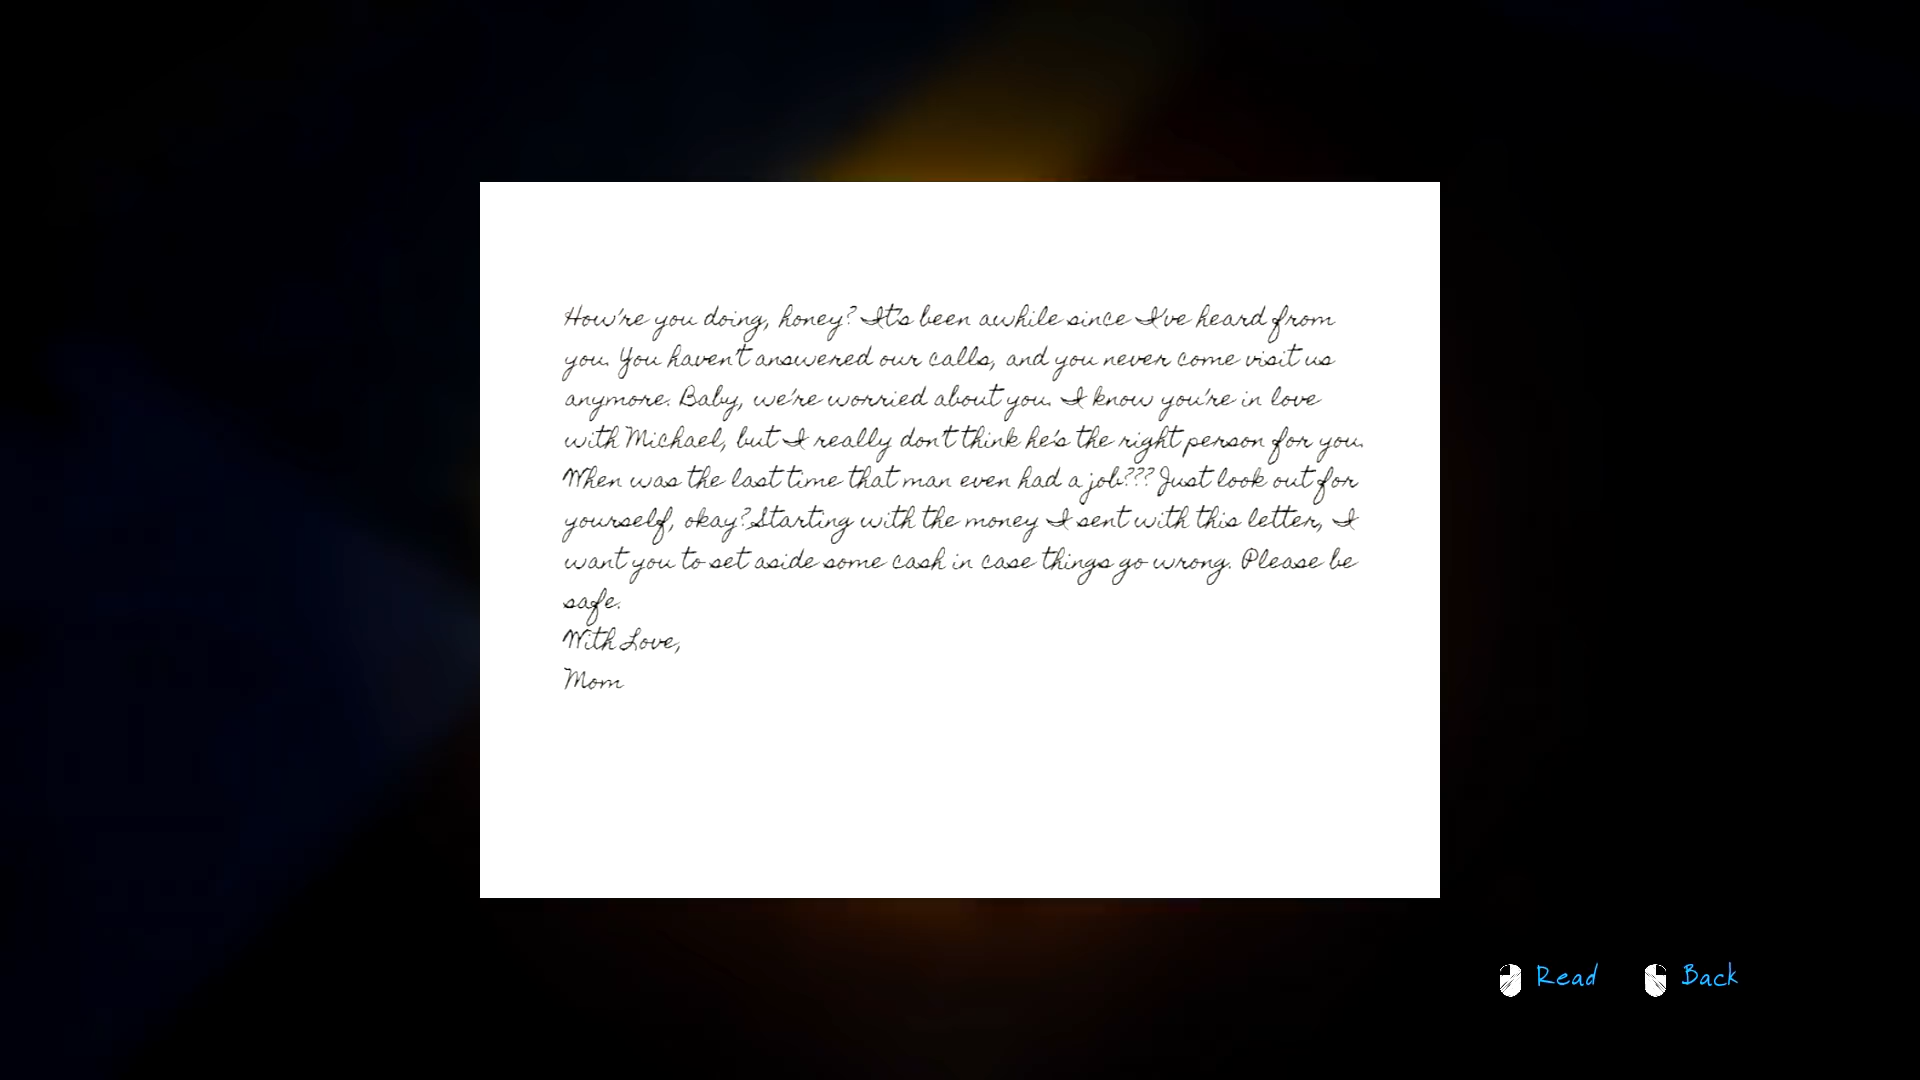 How're you doing, honey? It's been awhile since I've heard from
you. You haven't answered our calls, and you never come visit us
anymore. Baby, we're worried about you. I know you're in love
with Michael, but I really don't think he's the right person for you.
When was the last time that man even had a job??? Just look out for
yourself, okay?Starting with the money I sent with this letter, I
want you to set aside some cash in case things go wrong. Please be
safe.
With Love,
Mom
Read Back